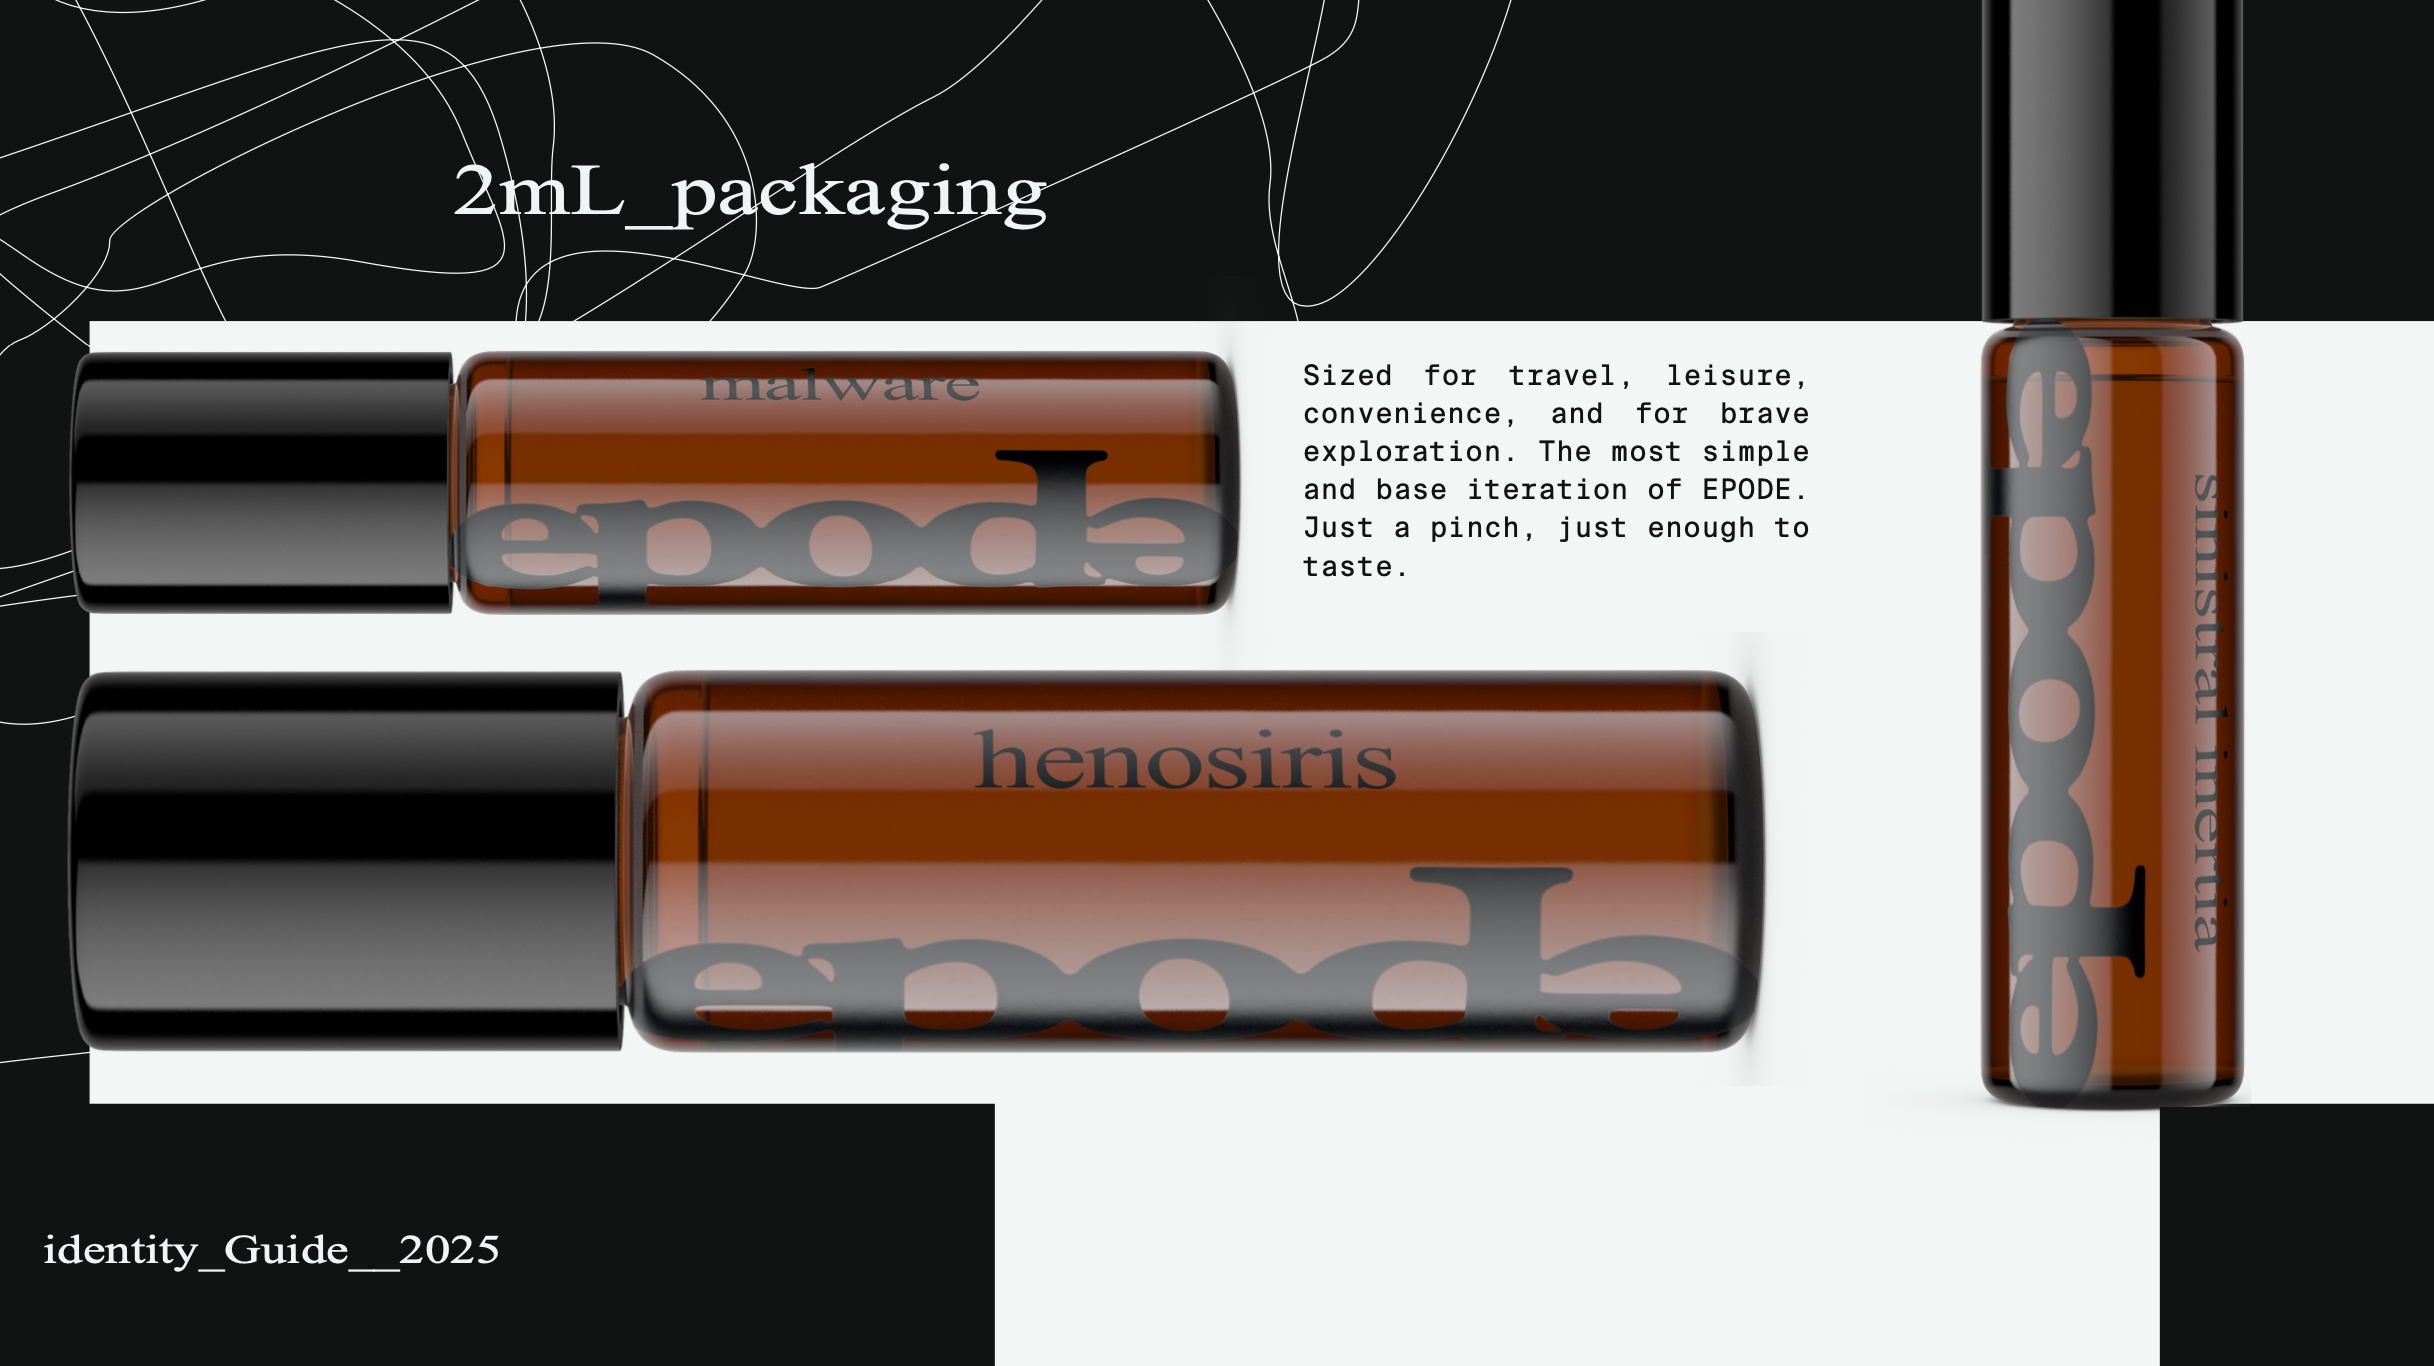 2mL_packaging
malware
epode
Sized for travel, leisure,
convenience, and for brave
exploration. The most simple
and base iteration of EPODE.
Just a pinch, just enough to
taste.
henosiris
epode
epode
sinistral inertia
identity_Guide__2025